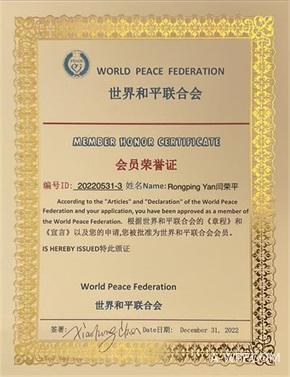 PEACE
WORLD PEACE FEDERATION
世界和平联合会
MEMBER HONOR CERTIFICATE
会员荣誉证
编号ID: 20220531-3 姓名Name: Rongping Yan闫荣平
According to the "Articles" and "Declaration" of the World Peace
Federation and your application, you have been approved as a member of
the World Peace Federation. 根据世界和平联合会的《章程》和
《宣言》以及您的申请,您被批准为世界和平联合会会员。
IS HEREBY ISSUED特此颁证
World Peace Federation
世界和平联合会
签署: Date日期: December 31, 2022